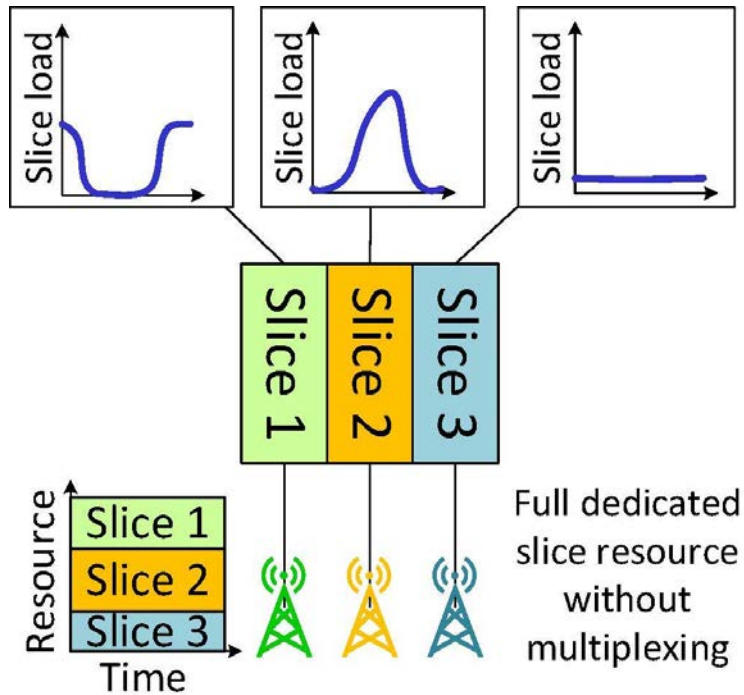 Slice load
Slice load
Slice load
Slice 1
Slice 2
Slice 3
Resource
Slice 1
Slice 2
Slice 3
Time
Full dedicated
slice resource
without
multiplexing